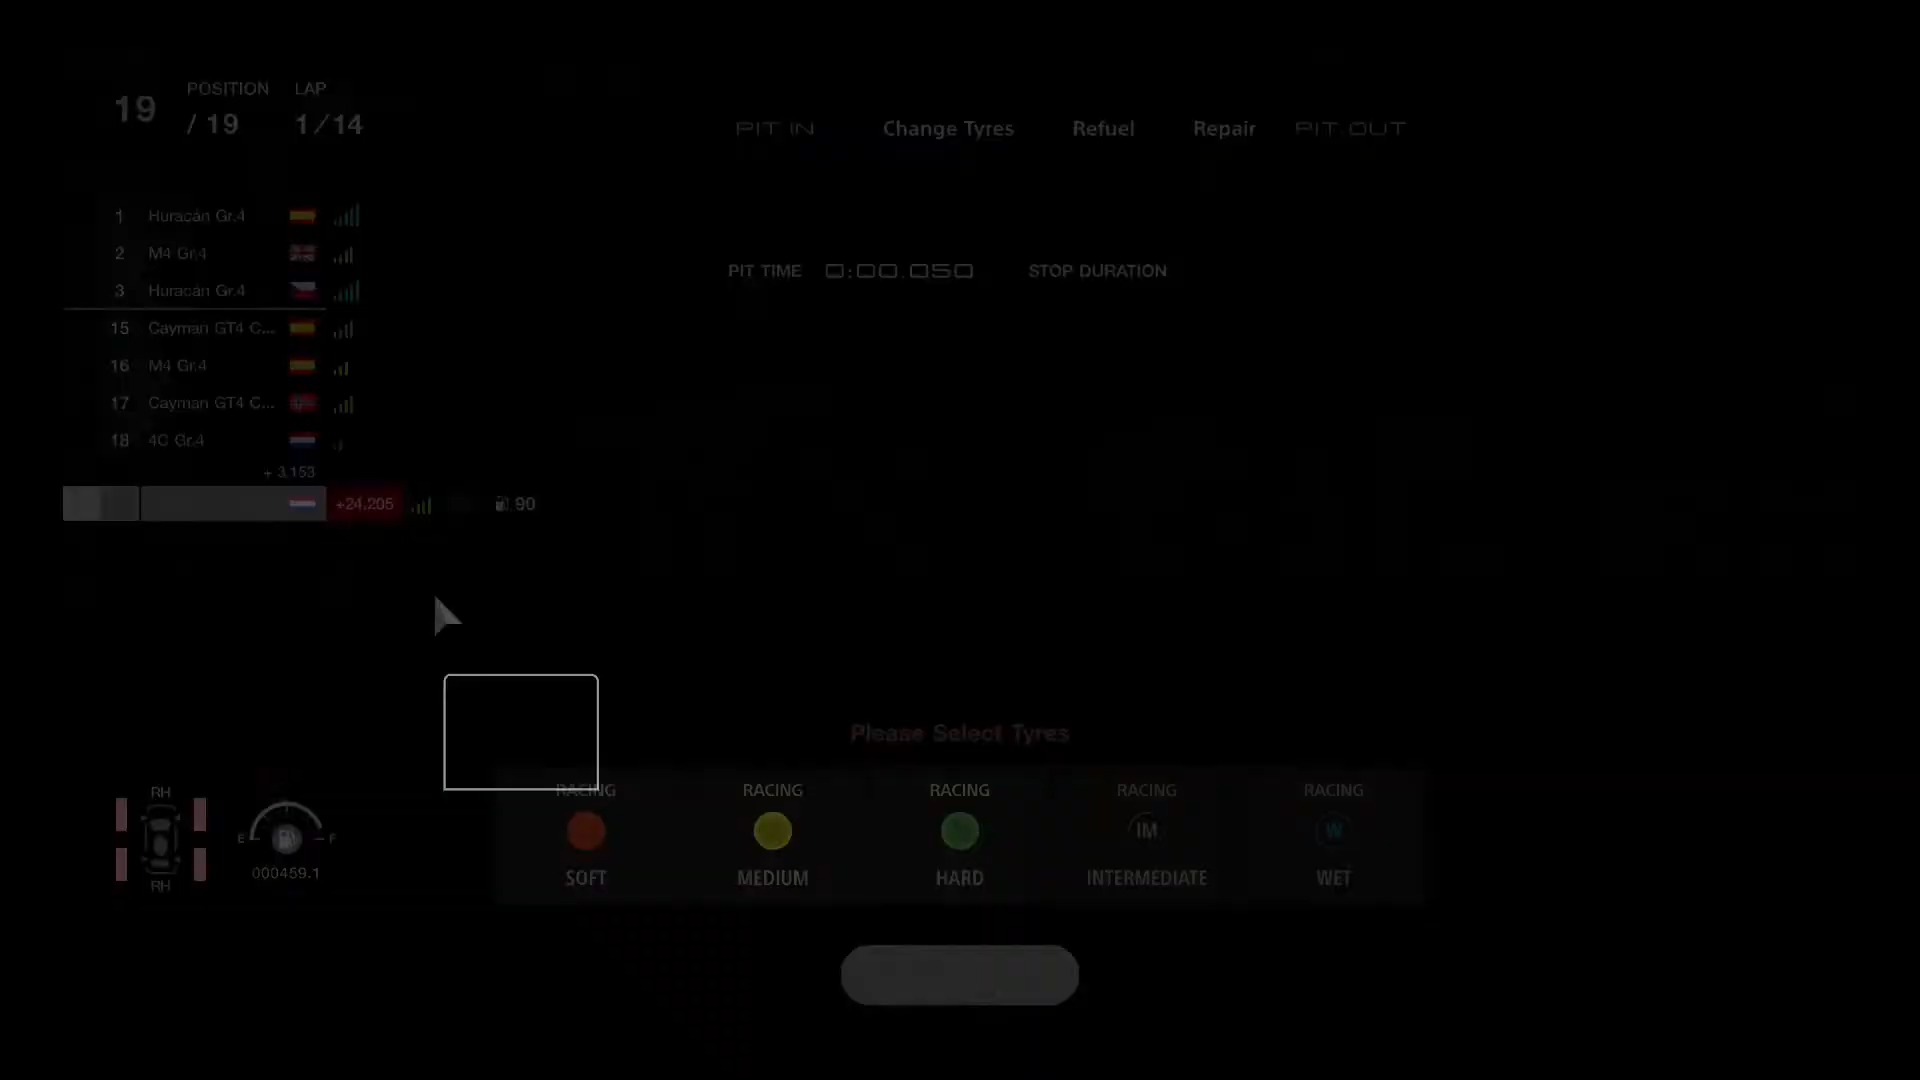 19
POSITION LAP
/ 19 1/14
PIT IN Change Tyres Refuel Repair PIT OUT
1 Huracán Gr.4
2 M4 Gr.4
3 Huracán Gr.4
15 Cayman GT4 C...
16 M4 Gr.4
17 Cayman GT4 C...
18 4C Gr.4
+ 3,153
+24,205 90
PIT TIME 0:00.050 STOP DURATION
Please Select Tyres
RH
RH
E F
000459.1
RACING
SOFT
RACING
MEDIUM
RACING
HARD
RACING
IM
INTERMEDIATE
RACING
W
WET